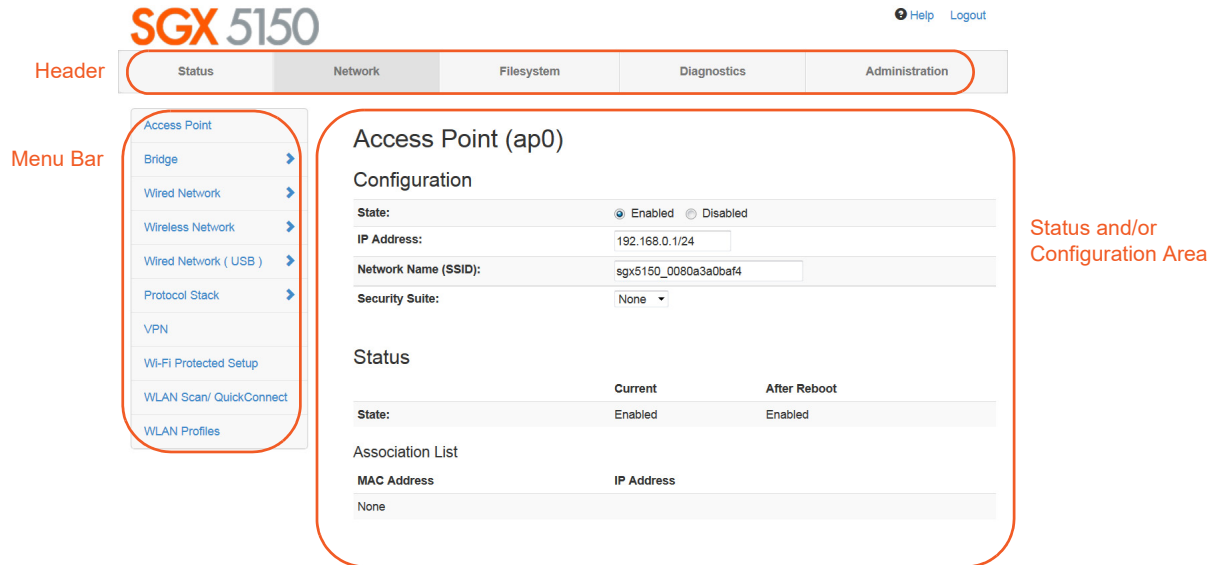 SGX 5150
Help Logout
Header
Status Network Filesystem Diagnostics Administration
Menu Bar
Access Point
Bridge
Wired Network
Wireless Network
Wired Network ( USB )
Protocol Stack
VPN
Wi-Fi Protected Setup
WLAN Scan/ QuickConnect
WLAN Profiles
Access Point (ap0)
Configuration
State: Enabled Disabled
IP Address: 192.168.0.1/24
Network Name (SSID): sgx5150_0080a3a0baf4
Security Suite: None
Status
Current After Reboot
State: Enabled Enabled
Association List
MAC Address IP Address
None
Status and/or
Configuration Area